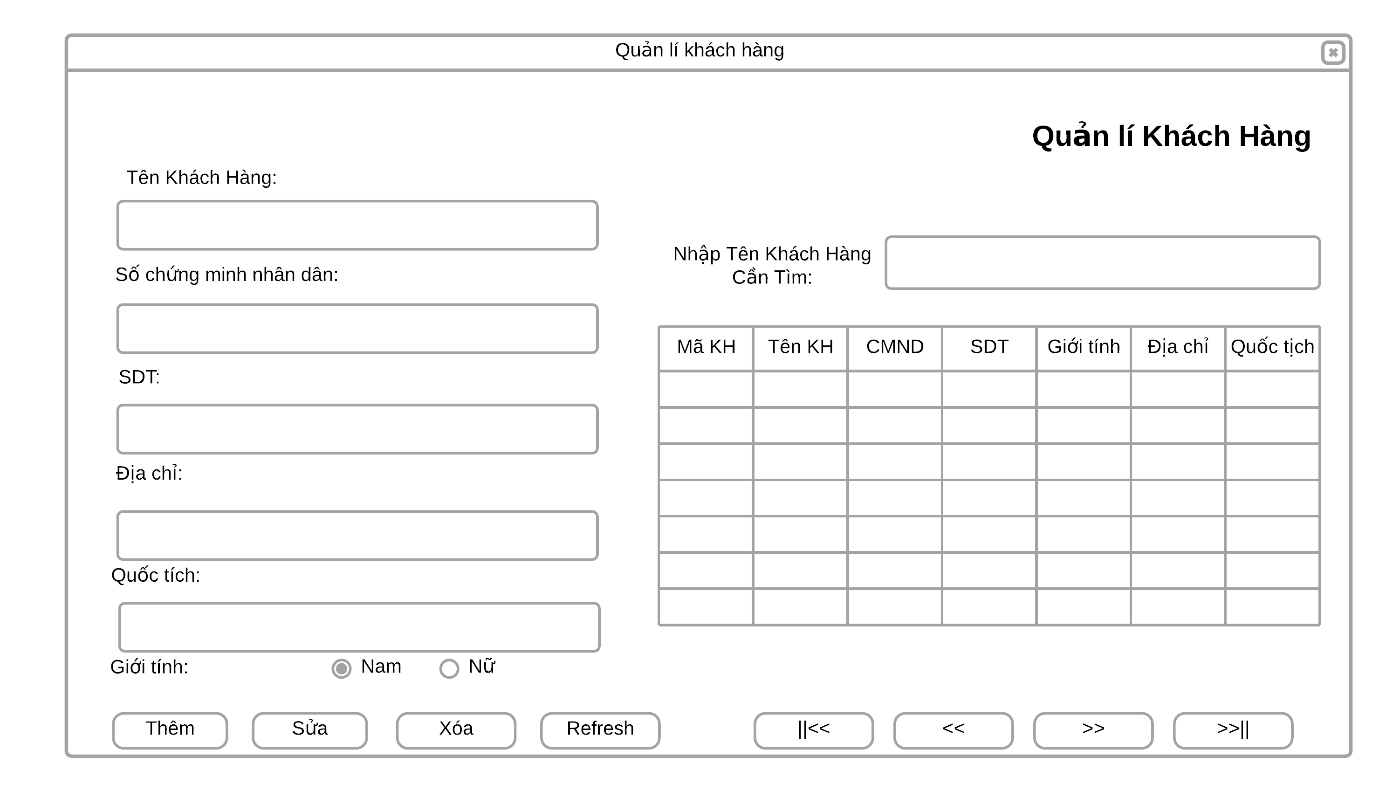 Quản lí khách hàng
Quản lí Khách Hàng
Tên Khách Hàng:
Số chứng minh nhân dân:
SDT:
Địa chỉ:
Quốc tích:
Giới tính:
Nam
Nữ
Nhập Tên Khách Hàng
Cần Tìm:
Mã KH Tên KH CMND SDT Giới tính Địa chỉ Quốc tịch
Thêm Sửa Xóa Refresh ||<< << >> >>||